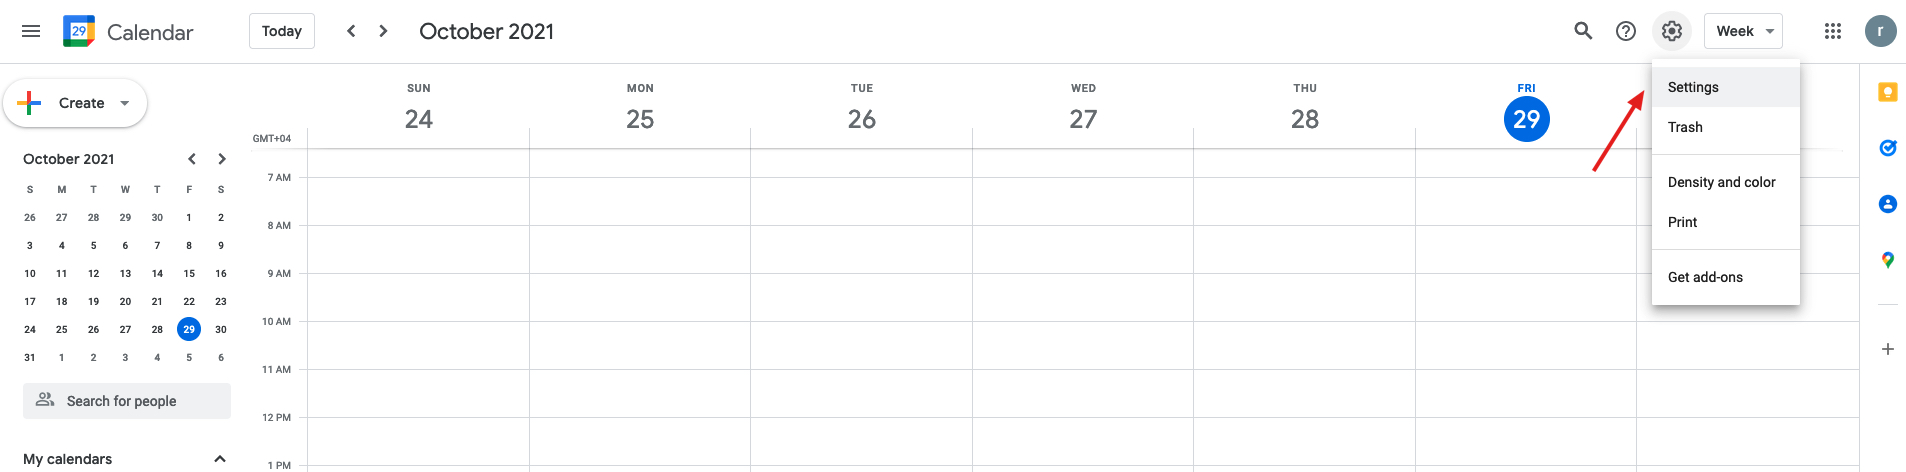 29 Calendar Today October 2021 Week r
Create
SUN MON TUE WED THU FRI
24 25 26 27 28 29
GMT+04
Settings
Trash
Density and color
Print
Get add-ons
October 2021
S M T W T F S
26 27 28 29 30 1 2
3 4 5 6 7 8 9
10 11 12 13 14 15 16
17 18 19 20 21 22 23
24 25 26 27 28 29 30
31 1 2 3 4 5 6
Search for people
My calendars
7 AM
8 AM
9 AM
10 AM
11 AM
12 PM
1 PM